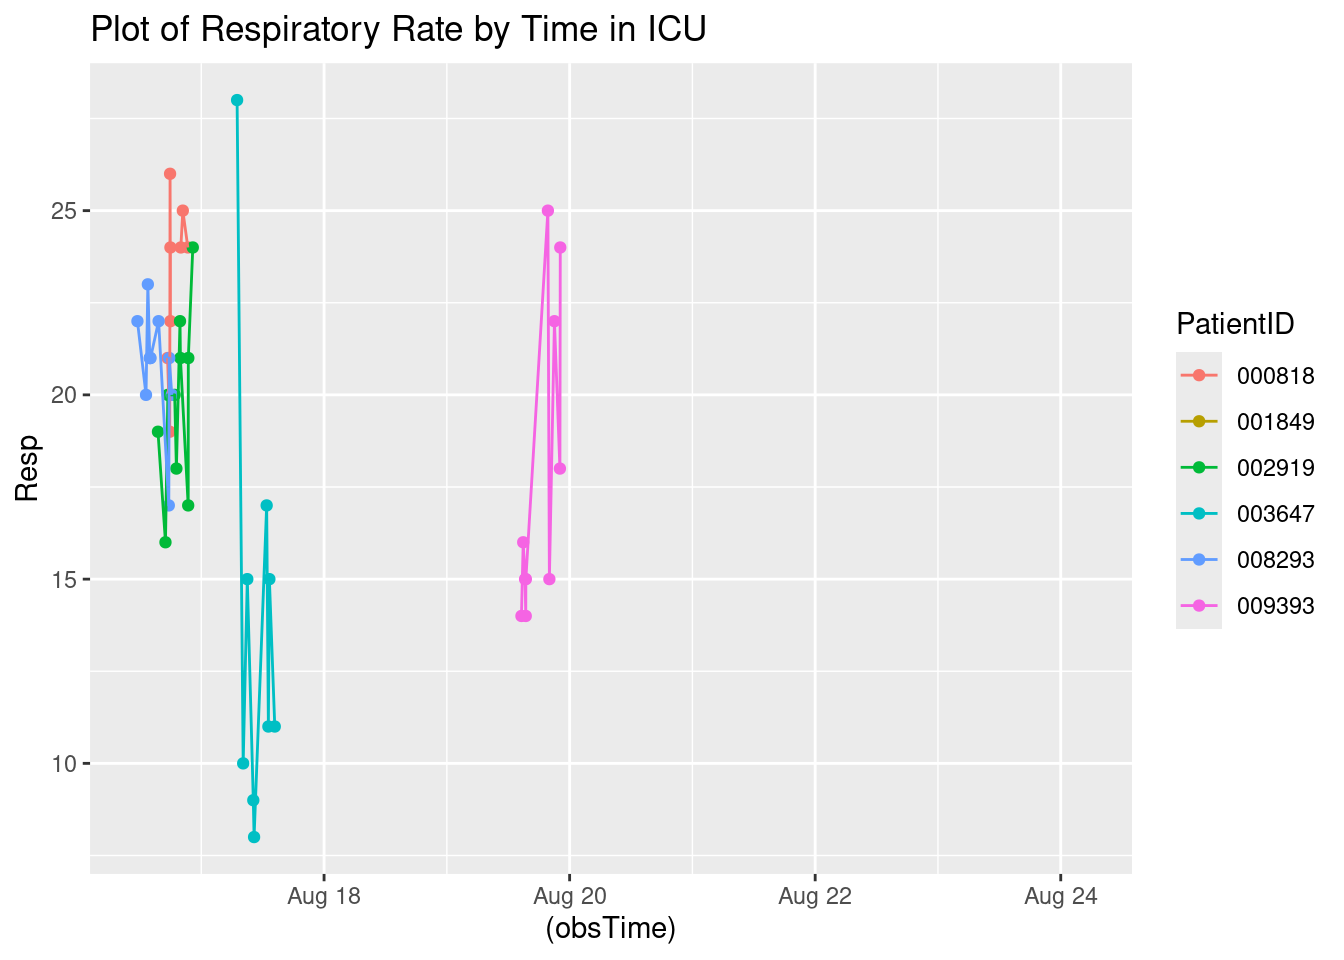 Plot of Respiratory Rate by Time in ICU
25
20
15
10
Resp
Aug 18
Aug 20
Aug 22
Aug 24
(obsTime)
PatientID
000818
001849
002919
003647
008293
009393